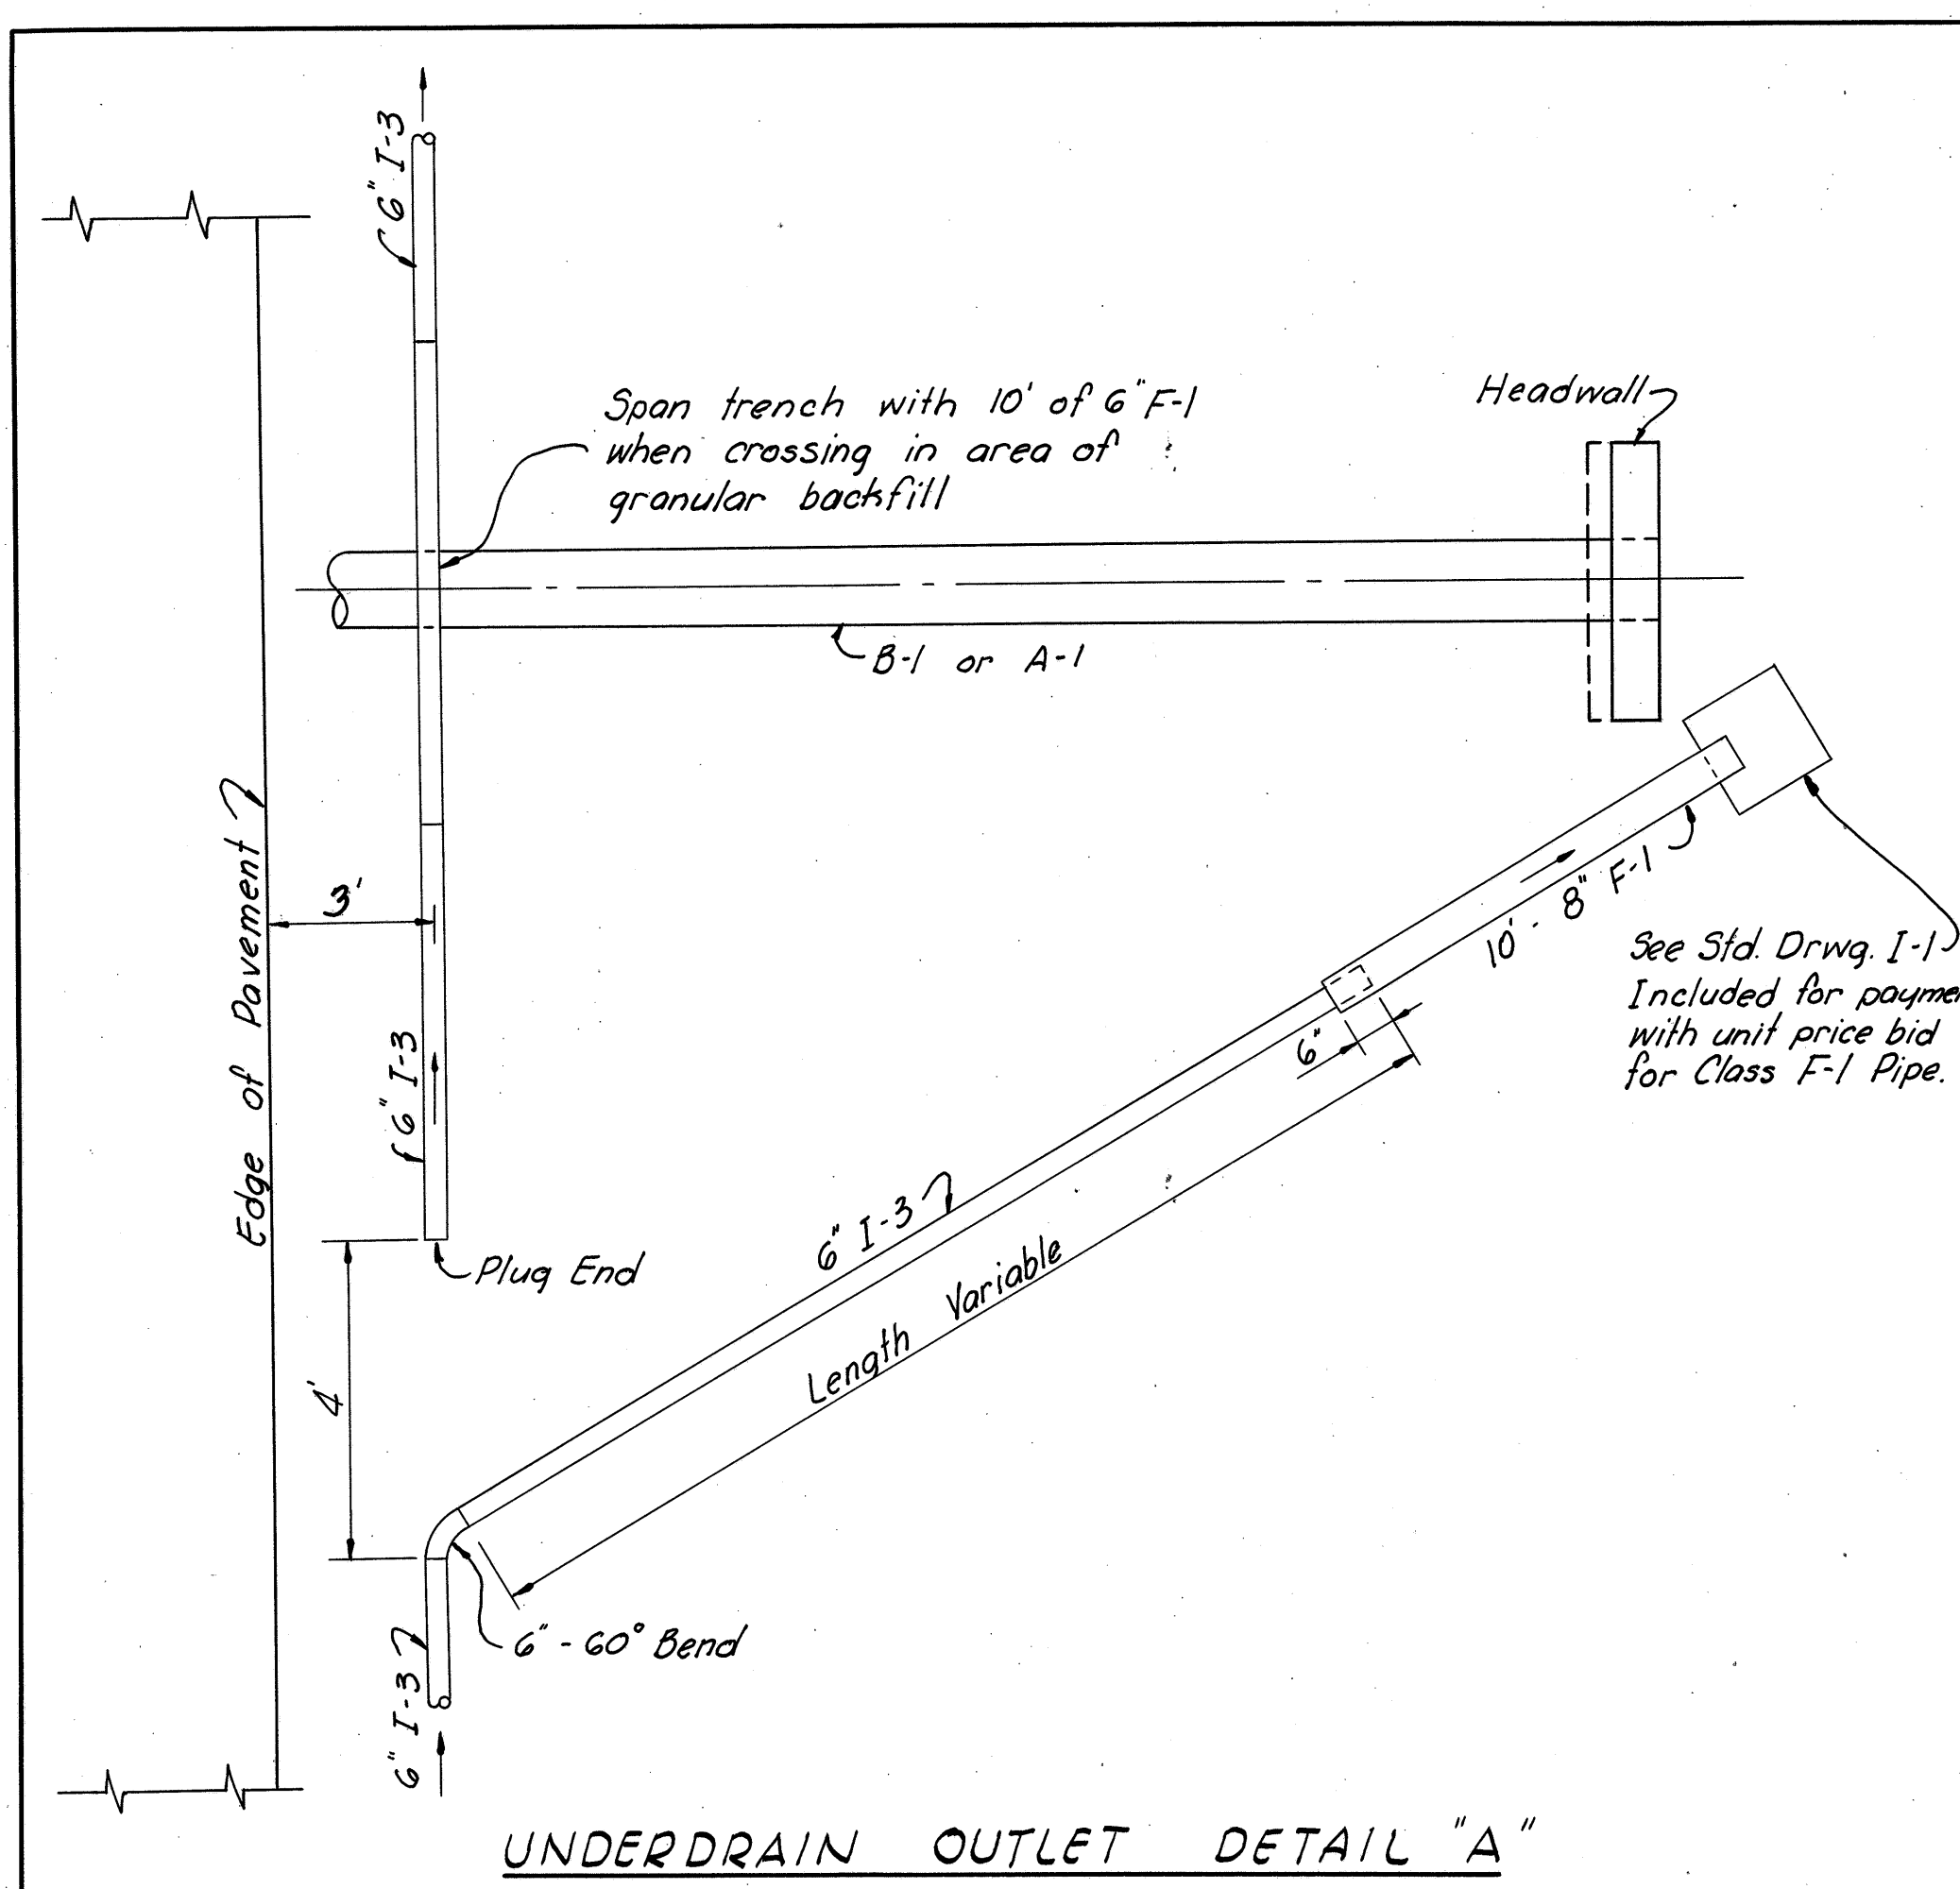 6" I-3
Span trench with 10' of 6" F-1
when crossing in area of
granular backfill
Headwall
B-1 or A-1
Edge of Pavement
3'
10' - 8" F-1
See Std. Drwg. I-1
Included for
with unit price bid
for Class F-1 Pipe.
6"
6" I-3
6" I-3
Plug End
Length Variable
4'
6" - 60° Bend
6" I-3
UNDERDRAIN OUTLET DETAIL "A"